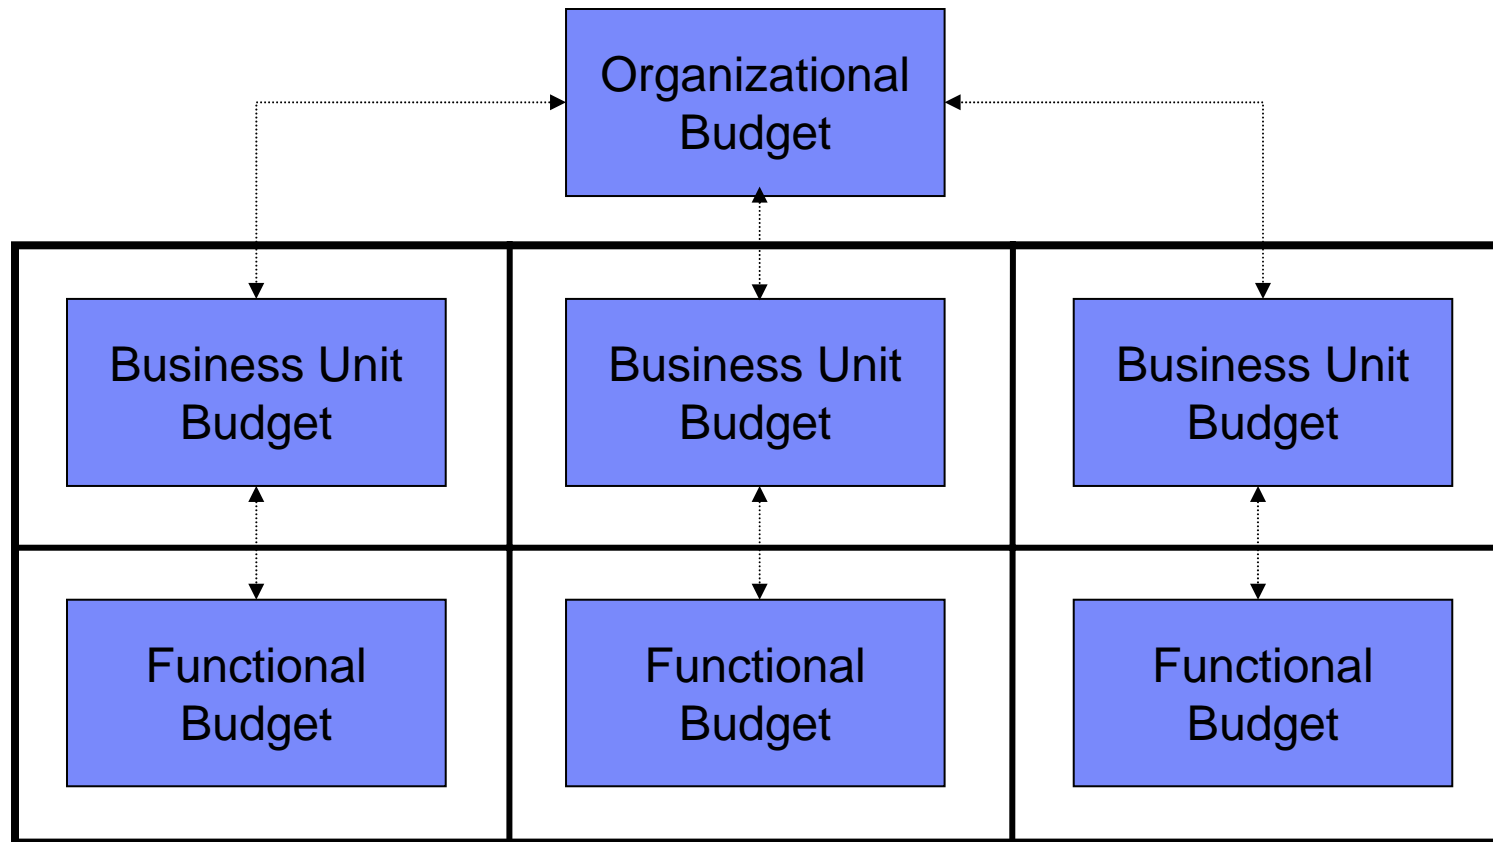 Organizational
Budget
Business Unit
Budget
Business Unit
Budget
Business Unit
Budget
Functional
Budget
Functional
Budget
Functional
Budget